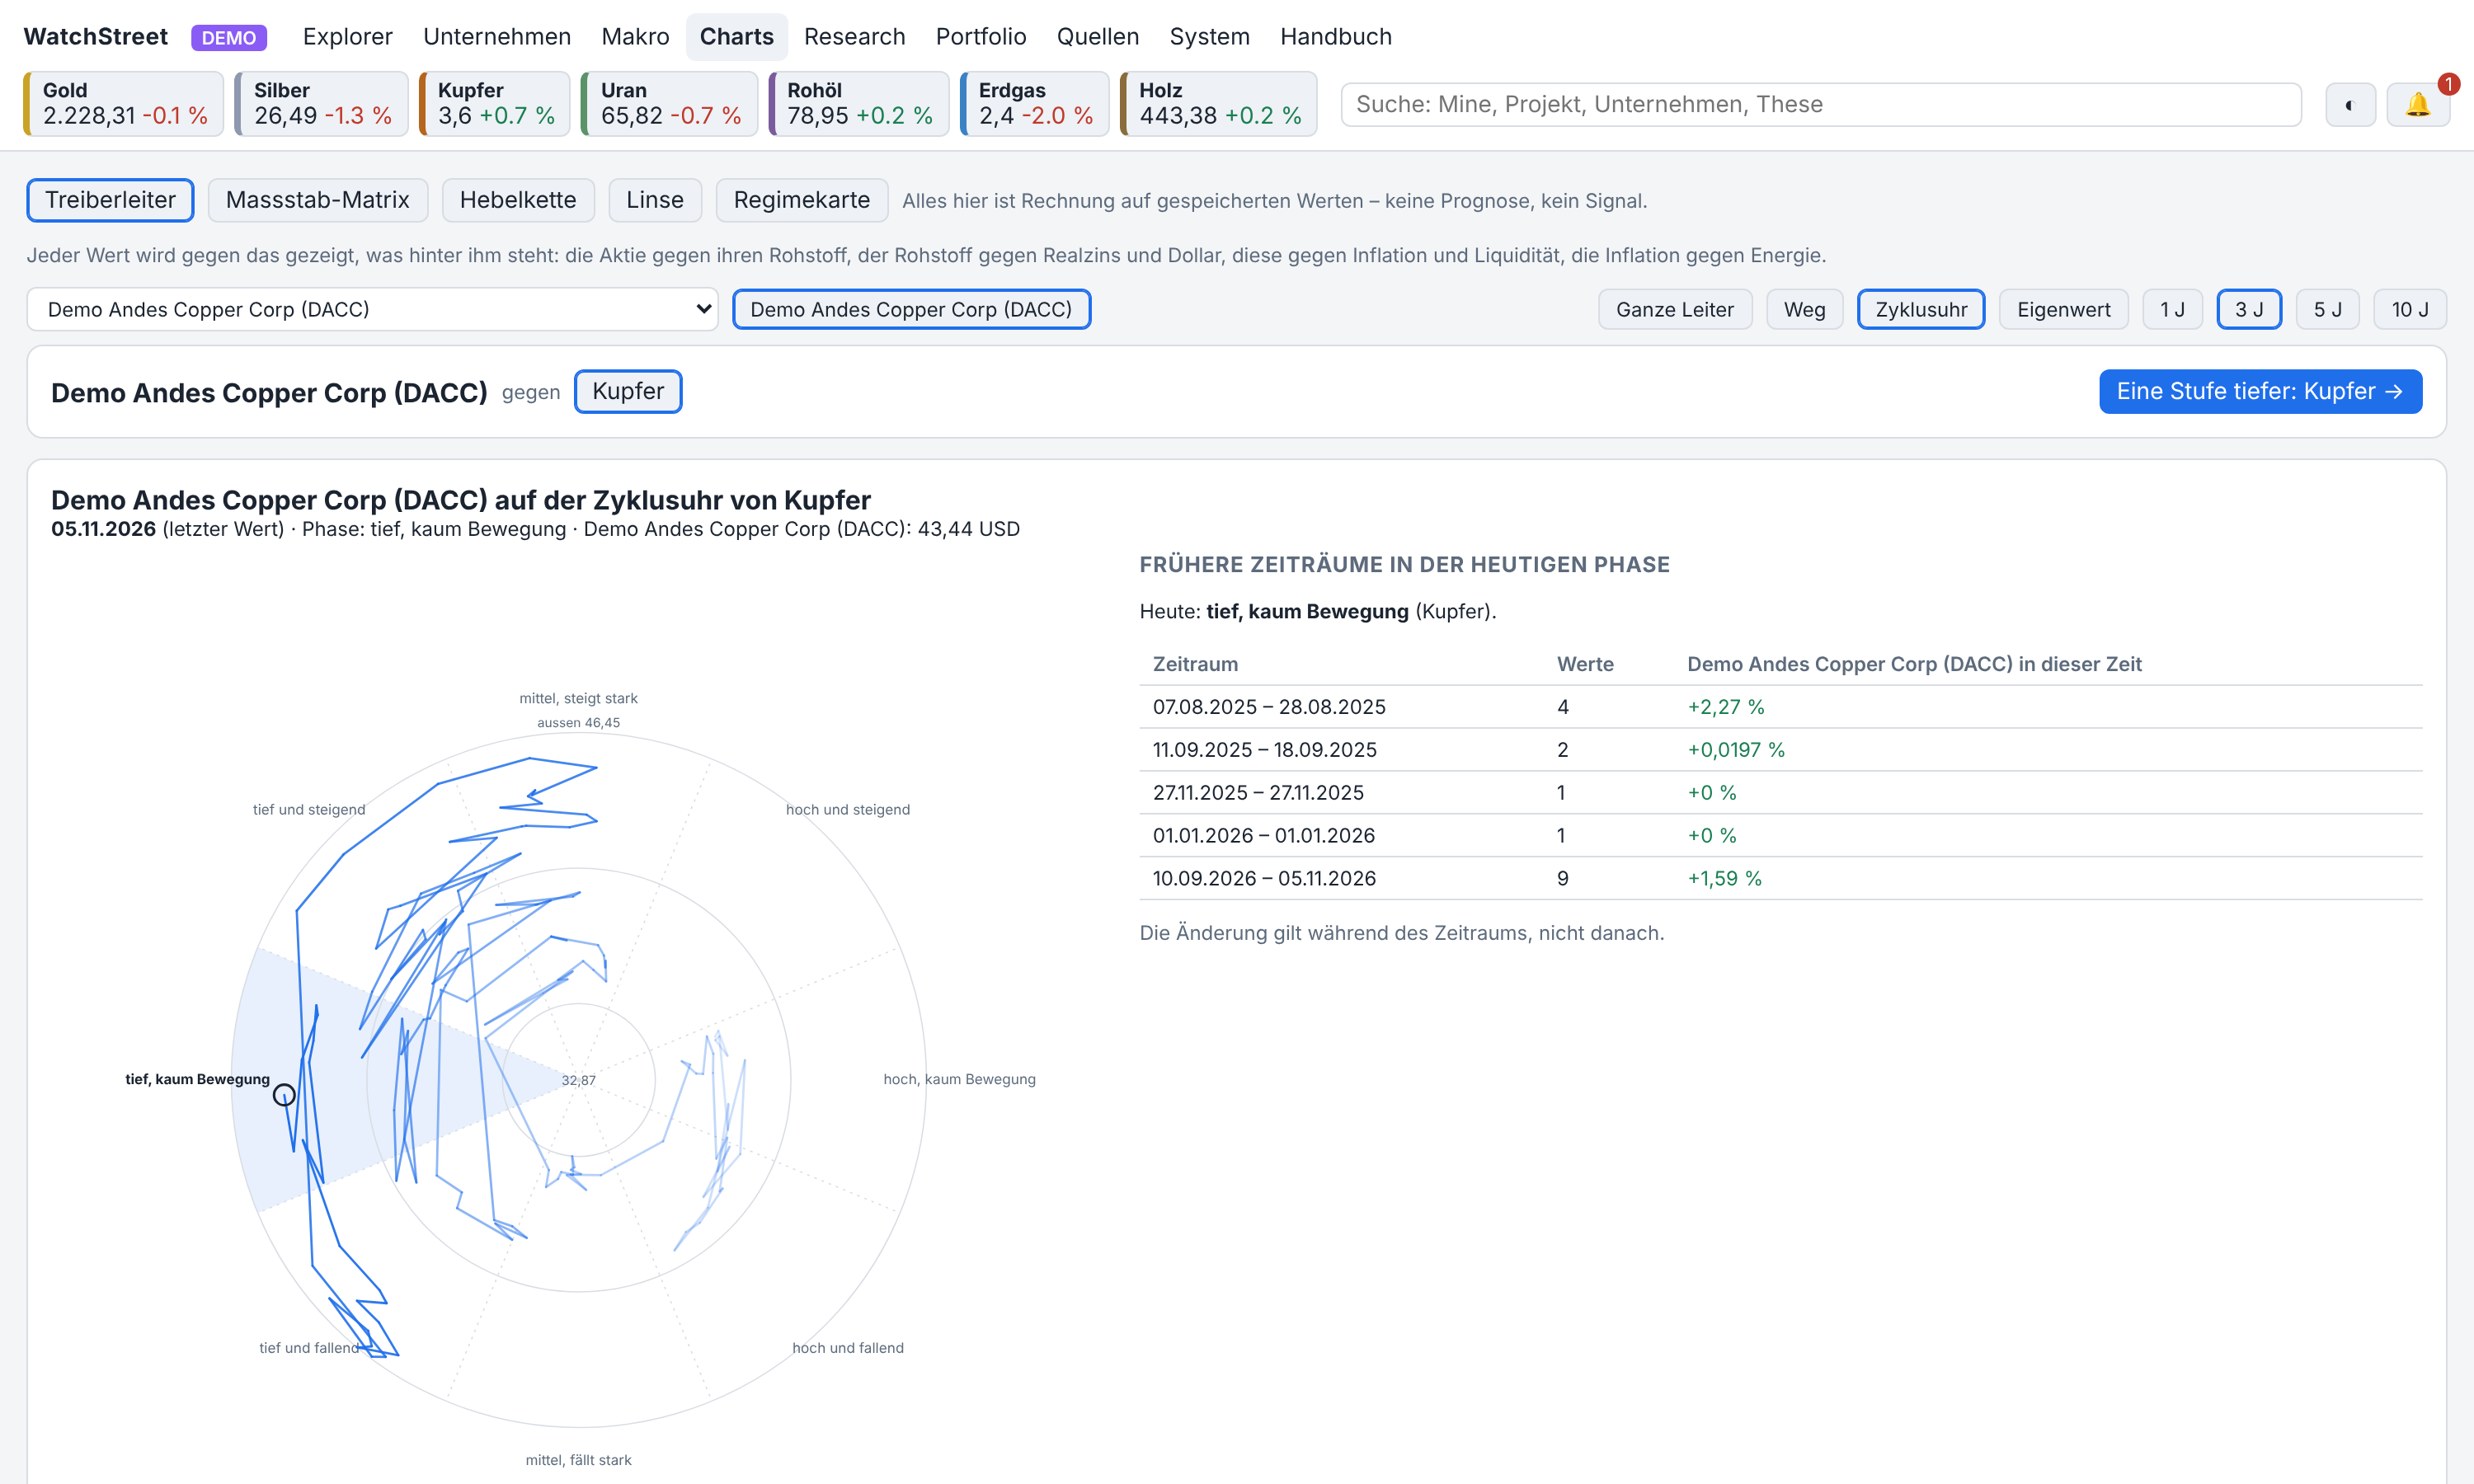 WatchStreet DEMO Explorer Unternehmen Makro Charts Research Portfolio Quellen System Handbuch
Gold Silber Kupfer Uran Rohöl Erdgas Holz
2.228,31 -0.1 % 26,49 -1.3 % 3,6 +0.7 % 65,82 -0.7 % 78,95 +0.2 % 2,4 -2.0 % 443,38 +0.2 %
Suche: Mine, Projekt, Unternehmen, These
1
Treiberleiter Massstab-Matrix Hebelkette Linse Regimekarte Alles hier ist Rechnung auf gespeicherten Werten – keine Prognose, kein Signal.
Jeder Wert wird gegen das gezeigt, was hinter ihm steht: die Aktie gegen ihren Rohstoff, der Rohstoff gegen Realzins und Dollar, diese gegen Inflation und Liquidität, die Inflation gegen Energie.
Demo Andes Copper Corp (DACC) Demo Andes Copper Corp (DACC) Ganze Leiter Weg Zyklusuhr Eigenwert 1 J 3 J 5 J 10 J
Demo Andes Copper Corp (DACC) gegen Kupfer Eine Stufe tiefer: Kupfer →
Demo Andes Copper Corp (DACC) auf der Zyklusuhr von Kupfer
05.11.2026 (letzter Wert) · Phase: tief, kaum Bewegung · Demo Andes Copper Corp (DACC): 43,44 USD
mittel, steigt stark
aussen 46,45
tief und steigend
hoch und steigend
tief, kaum Bewegung
32,87
hoch, kaum Bewegung
tief und fallend
hoch und fallend
mittel, fällt stark
FRÜHERE ZEITRÄUME IN DER HEUTIGEN PHASE
Heute: tief, kaum Bewegung (Kupfer).
Zeitraum Werte Demo Andes Copper Corp (DACC) in dieser Zeit
07.08.2025 – 28.08.2025 4 +2,27 %
11.09.2025 – 18.09.2025 2 +0,0197 %
27.11.2025 – 27.11.2025 1 +0 %
01.01.2026 – 01.01.2026 1 +0 %
10.09.2026 – 05.11.2026 9 +1,59 %
Die Änderung gilt während des Zeitraums, nicht danach.